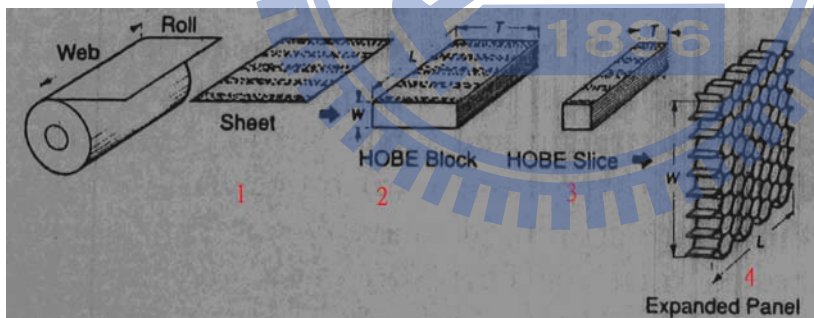 Roll
Web
Sheet
L
T
W
HOBE Block
T
HOBE Slice
W
L
Expanded Panel
1
2
3
4
1896